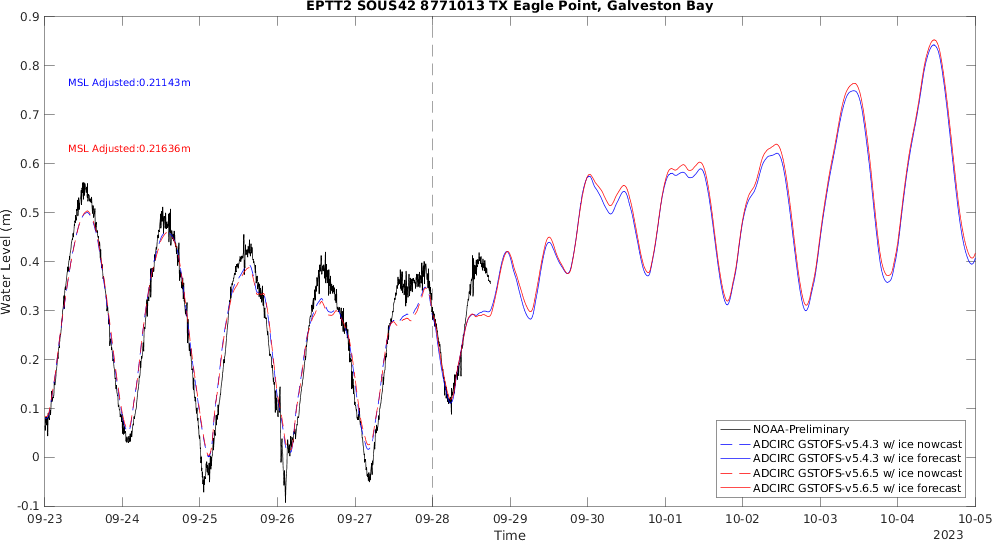 EPTT2 SOUS42 8771013 TX Eagle Point, Galveston Bay
0.9
0.8
0.7
0.6
0.5
0.4
0.3
0.2
0.1
0
-0.1
Water Level (m)
MSL Adjusted:0.21143m
MSL Adjusted:0.21636m
NOAA-Preliminary
ADCIRC GSTOFS-v5.4.3 w/ ice nowcast
ADCIRC GSTOFS-v5.4.3 w/ ice forecast
ADCIRC GSTOFS-v5.6.5 w/ ice nowcast
ADCIRC GSTOFS-v5.6.5 w/ ice forecast
09-23 09-24 09-25 09-26 09-27 09-28 09-29 09-30 10-01 10-02 10-03 10-04 10-05
Time
2023